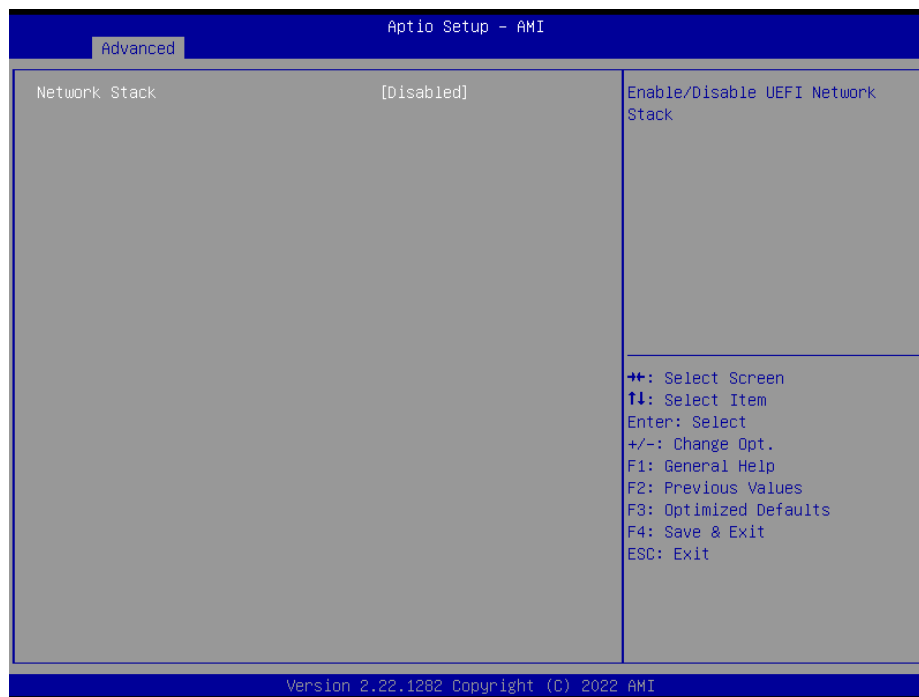 Aptio Setup – AMI
Advanced
Network Stack [Disabled]
Enable/Disable UEFI Network
Stack
→←: Select Screen
↑↓: Select Item
Enter: Select
+/-: Change Opt.
F1: General Help
F2: Previous Values
F3: Optimized Defaults
F4: Save & Exit
ESC: Exit
Version 2.22.1282 Copyright (C) 2022 AMI